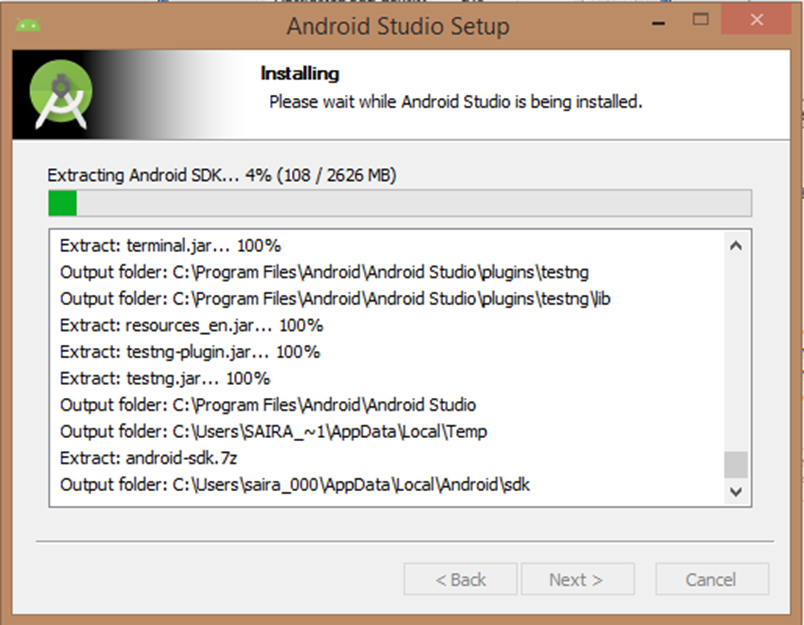 Android Studio Setup
Installing
Please wait while Android Studio is being installed.
Extracting Android SDK... 4% (108 / 2626 MB)
Extract: terminal.jar... 100%
Output folder: C:\Program Files\Android\Android Studio\plugins\testng
Output folder: C:\Program Files\Android\Android Studio\plugins\testng\lib
Extract: resources_en.jar... 100%
Extract: testng-plugin.jar... 100%
Extract: testng.jar... 100%
Output folder: C:\Program Files\Android\Android Studio
Output folder: C:\Users\SAIRA_~1\AppData\Local\Temp
Extract: android-sdk.7z
Output folder: C:\Users\saira_000\AppData\Local\Android\sdk
< Back Next > Cancel